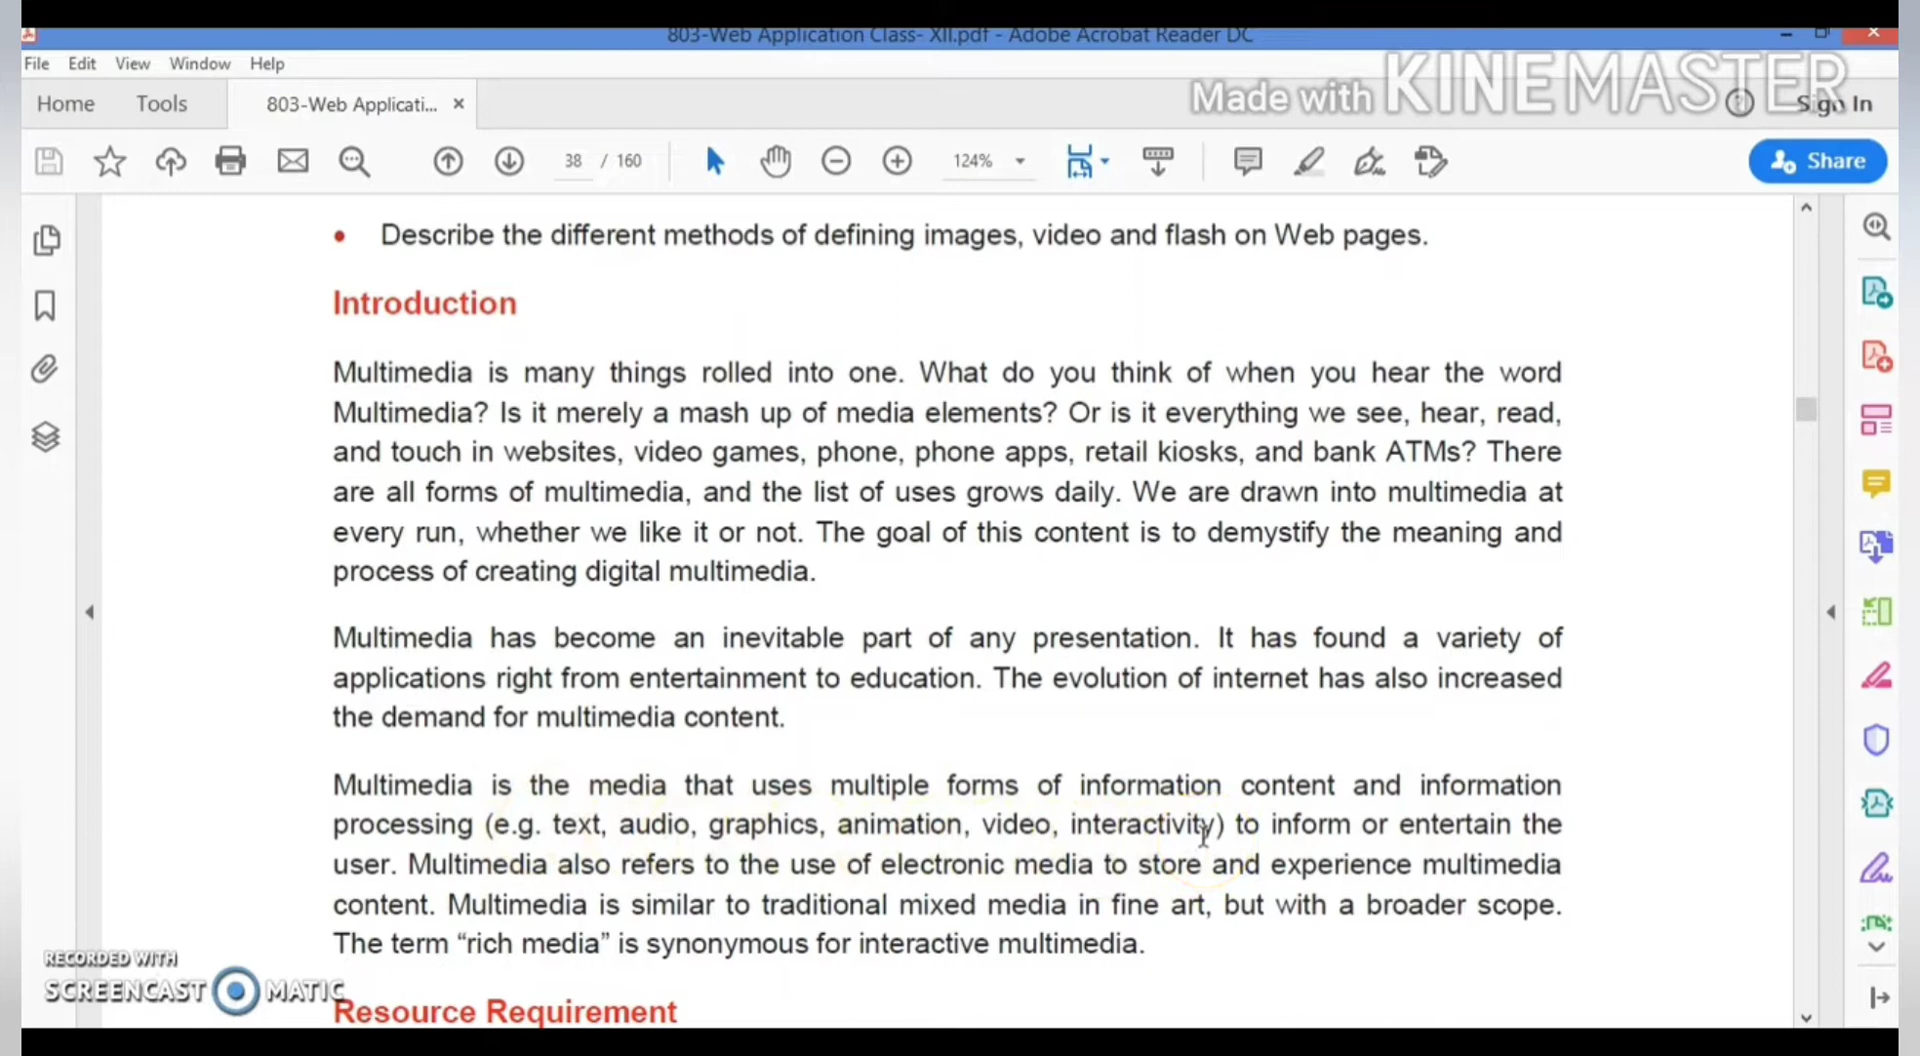 803-Web Application Class- XII.pdf - Adobe Acrobat Reader DC
File Edit View Window Help
Made with KINEMASTER
Home Tools 803-Web Applicati... × Sign In
38 / 160 124% Share
• Describe the different methods of defining images, video and flash on Web pages.
Introduction
Multimedia is many things rolled into one. What do you think of when you hear the word
Multimedia? Is it merely a mash up of media elements? Or is it everything we see, hear, read,
and touch in websites, video games, phone, phone apps, retail kiosks, and bank ATMs? There
are all forms of multimedia, and the list of uses grows daily. We are drawn into multimedia at
every run, whether we like it or not. The goal of this content is to demystify the meaning and
process of creating digital multimedia.
Multimedia has become an inevitable part of any presentation. It has found a variety of
applications right from entertainment to education. The evolution of internet has also increased
the demand for multimedia content.
Multimedia is the media that uses multiple forms of information content and information
processing (e.g. text, audio, graphics, animation, video, interactivity) to inform or entertain the
user. Multimedia also refers to the use of electronic media to store and experience multimedia
content. Multimedia is similar to traditional mixed media in fine art, but with a broader scope.
The term “rich media” is synonymous for interactive multimedia.
RECORDED WITH
SCREENCAST MATIC
Resource Requirement